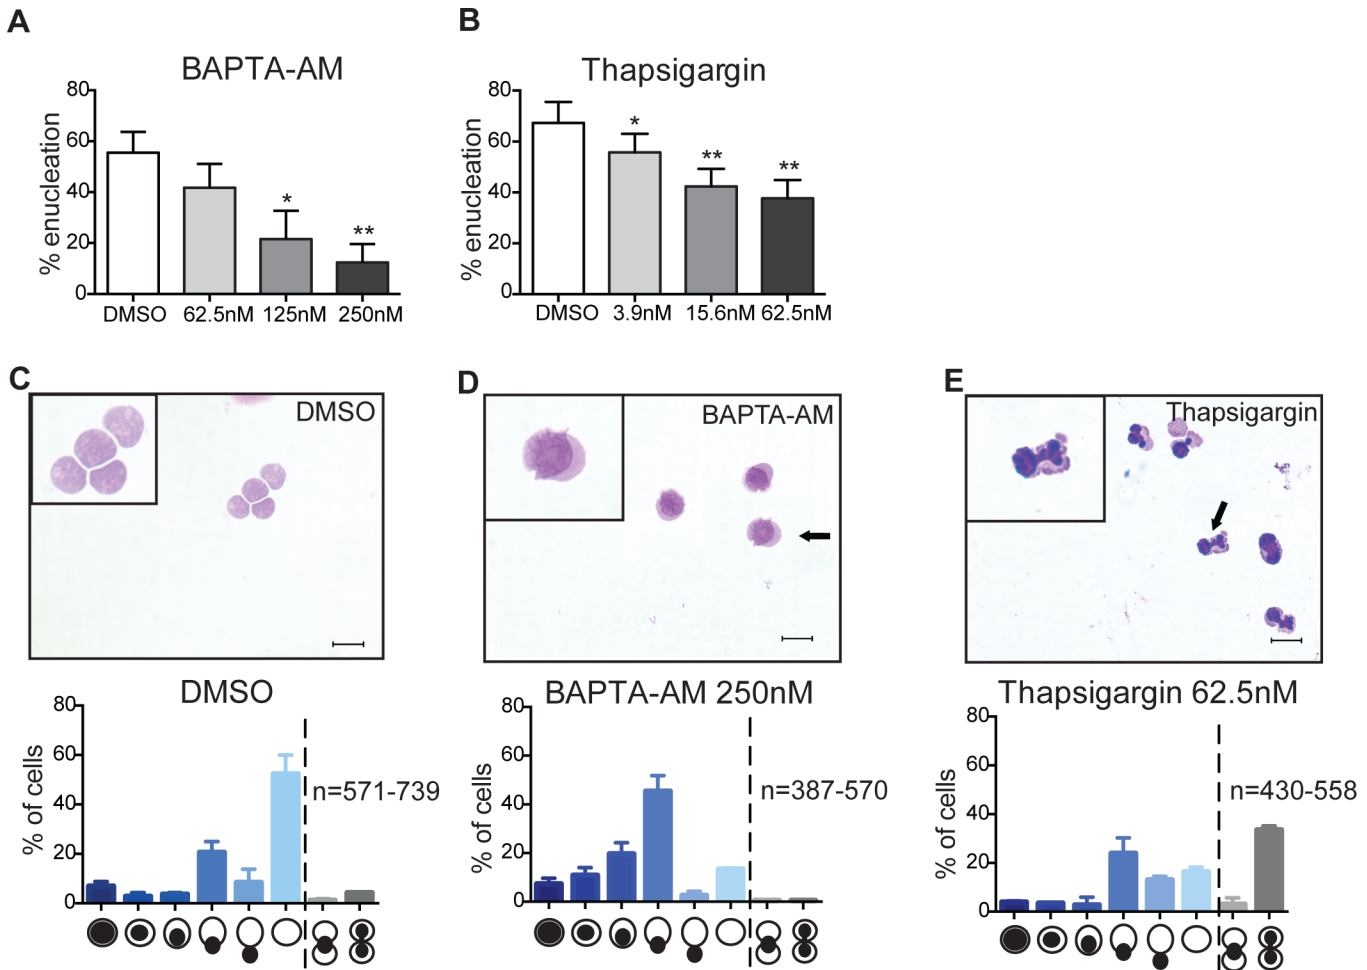 A
BAPTA-AM
% enucleation
80
60
40
20
0
*
**
DMSO 62.5nM 125nM 250nM
B
Thapsigargin
% enucleation
80
60
40
20
0
*
**
**
DMSO 3.9nM 15.6nM 62.5nM
C
DMSO
D
BAPTA-AM
E
Thapsigargin
DMSO
% of cells
80
60
40
20
0
n=571-739
BAPTA-AM 250nM
% of cells
80
60
40
20
0
n=387-570
Thapsigargin 62.5nM
% of cells
80
60
40
20
0
n=430-558